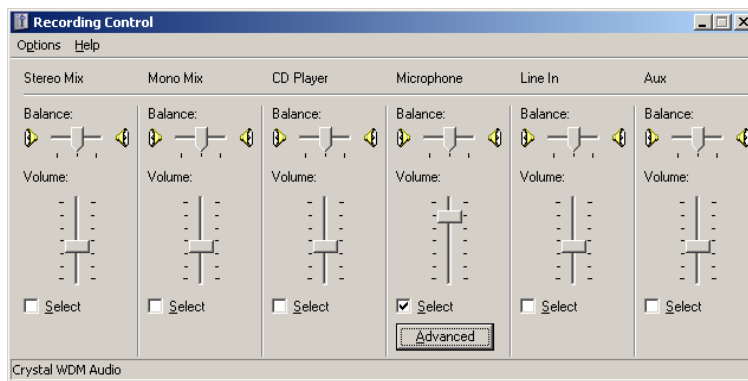 Recording Control
Options Help
Stereo Mix Mono Mix CD Player Microphone Line In Aux
Balance: Balance: Balance: Balance: Balance: Balance:
Volume: Volume: Volume: Volume: Volume: Volume:
Select Select Select Select Select Select
Advanced
Crystal WDM Audio